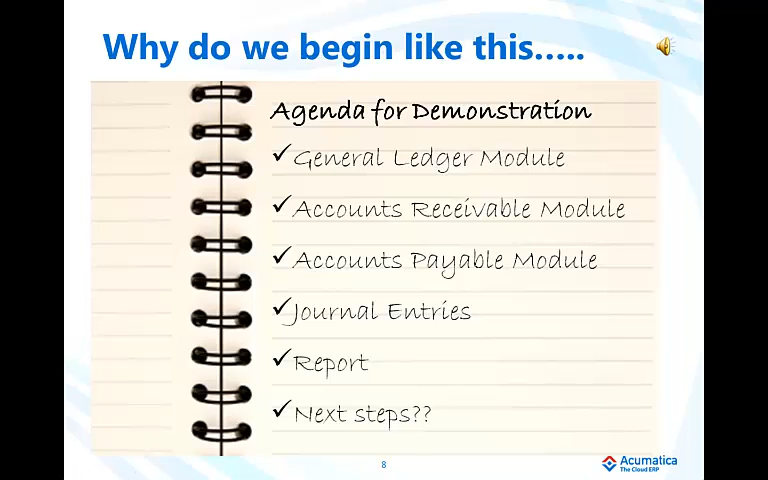 Why do we begin like this.....
Agenda for Demonstration
✓General Ledger Module
✓Accounts Receivable Module
✓Accounts Payable Module
✓Journal Entries
✓Report
✓Next steps??
8
Acumatica
The Cloud ERP